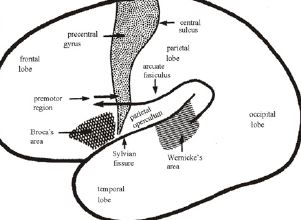 central
sulcus
precentral
gyrus
parietal
lobe
frontal
lobe
arcuate
fasiculus
premotor
region
parietal
operculum
occipital
lobe
Broca's
area
Sylvian
fissure
Wernicke's
area
temporal
lobe